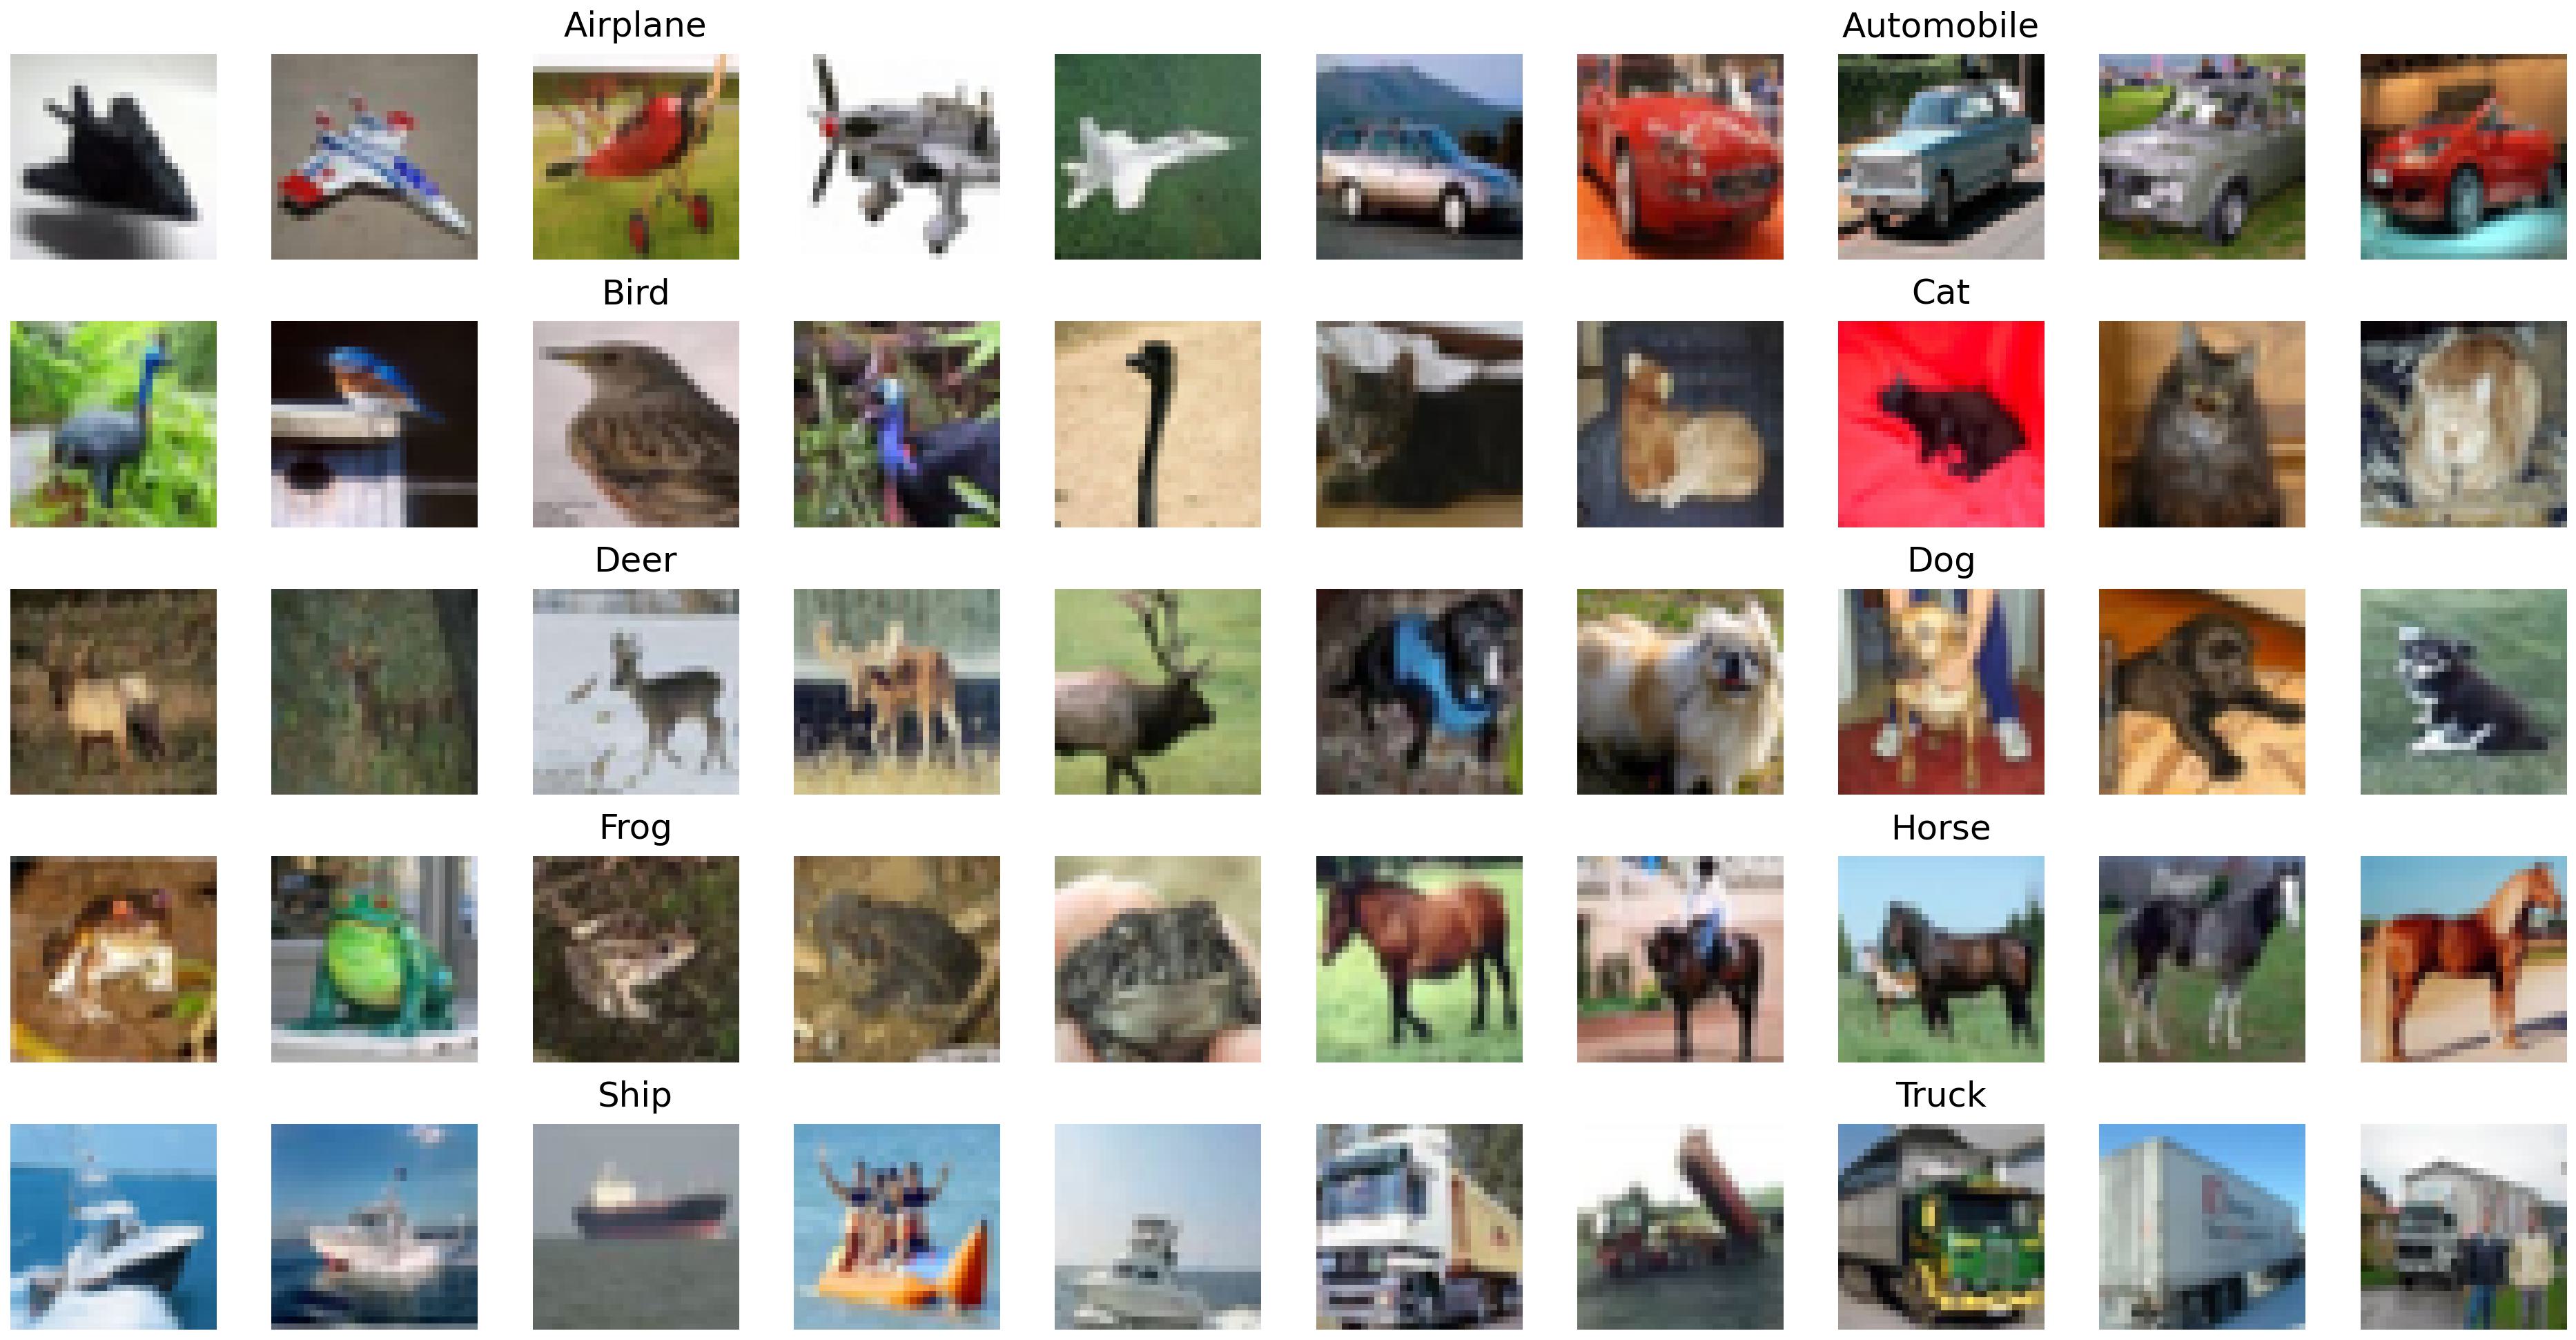 Airplane
Automobile
Bird
Cat
Deer
Dog
Frog
Horse
Ship
Truck